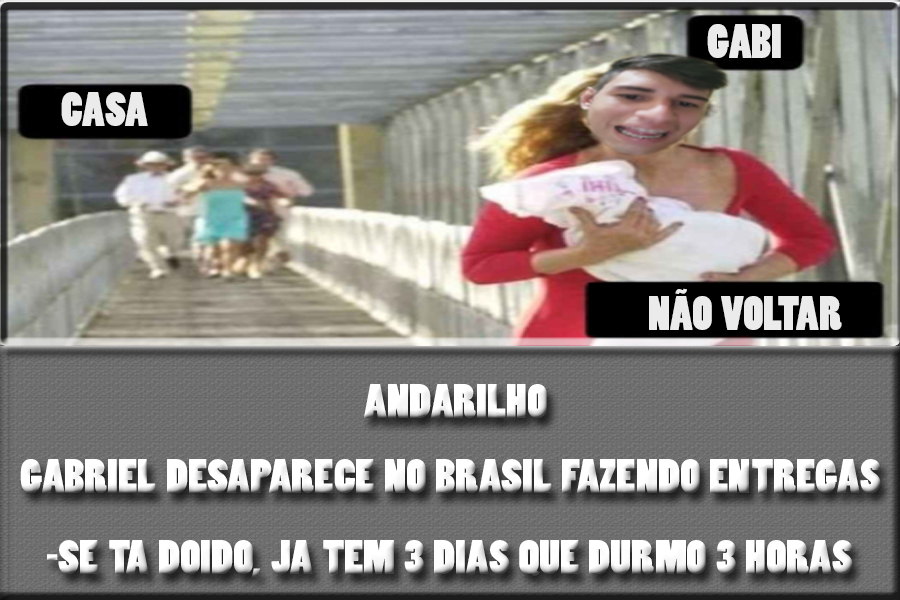 GABI
CASA
NÃO VOLTAR
ANDARILHO
GABRIEL DESAPARECE NO BRASIL FAZENDO ENTREGAS
-SE TA DOIDO, JA TEM 3 DIAS QUE DURMO 3 HORAS